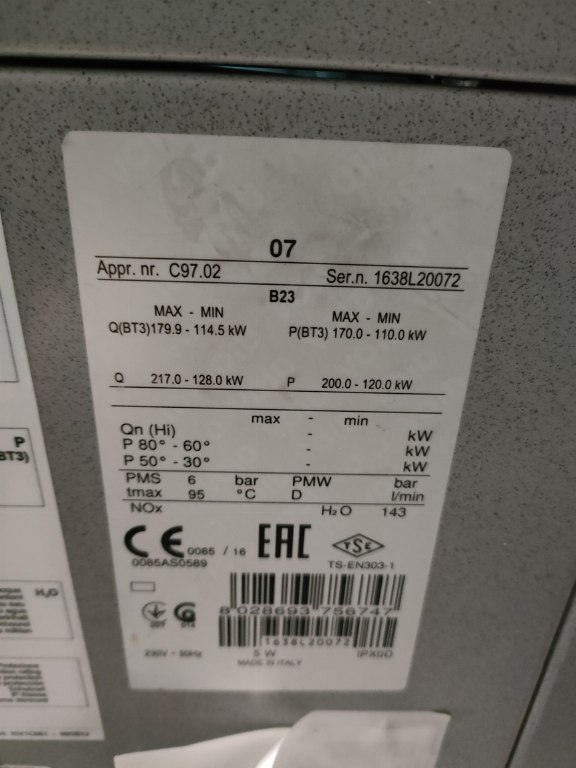 07
Appr. nr. C97.02 Ser.n. 1638L20072
B23
MAX - MIN MAX - MIN
Q(BT3)179.9 - 114.5 kW P(BT3) 170.0 - 110.0 kW
Q 217.0 - 128.0 kW P 200.0 - 120.0 kW
max - min
Qn (Hi) - kW
P 80° - 60° - kW
P 50° - 30° - kW
PMS 6 bar PMW bar
tmax 95 °C D l/min
NOx H₂O 143
CE 0085 / 16 EAC TSE
0085AS0589 TS-EN303-1
8 028693 756747
1638L20072
230V - 50Hz 5 W IPX0D
MADE IN ITALY
P
BT3)
H₂O